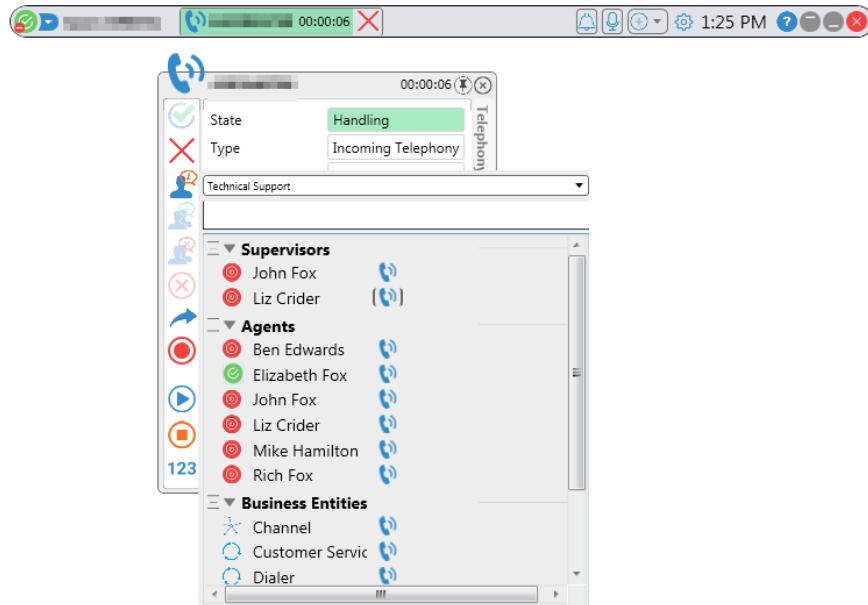 00:00:06
1:25 PM
?
00:00:06
State Handling
Type Incoming Telephony
Telephony
Technical Support
Supervisors
John Fox
Liz Crider
Agents
Ben Edwards
Elizabeth Fox
John Fox
Liz Crider
Mike Hamilton
Rich Fox
123
Business Entities
Channel
Customer Servic
Dialer